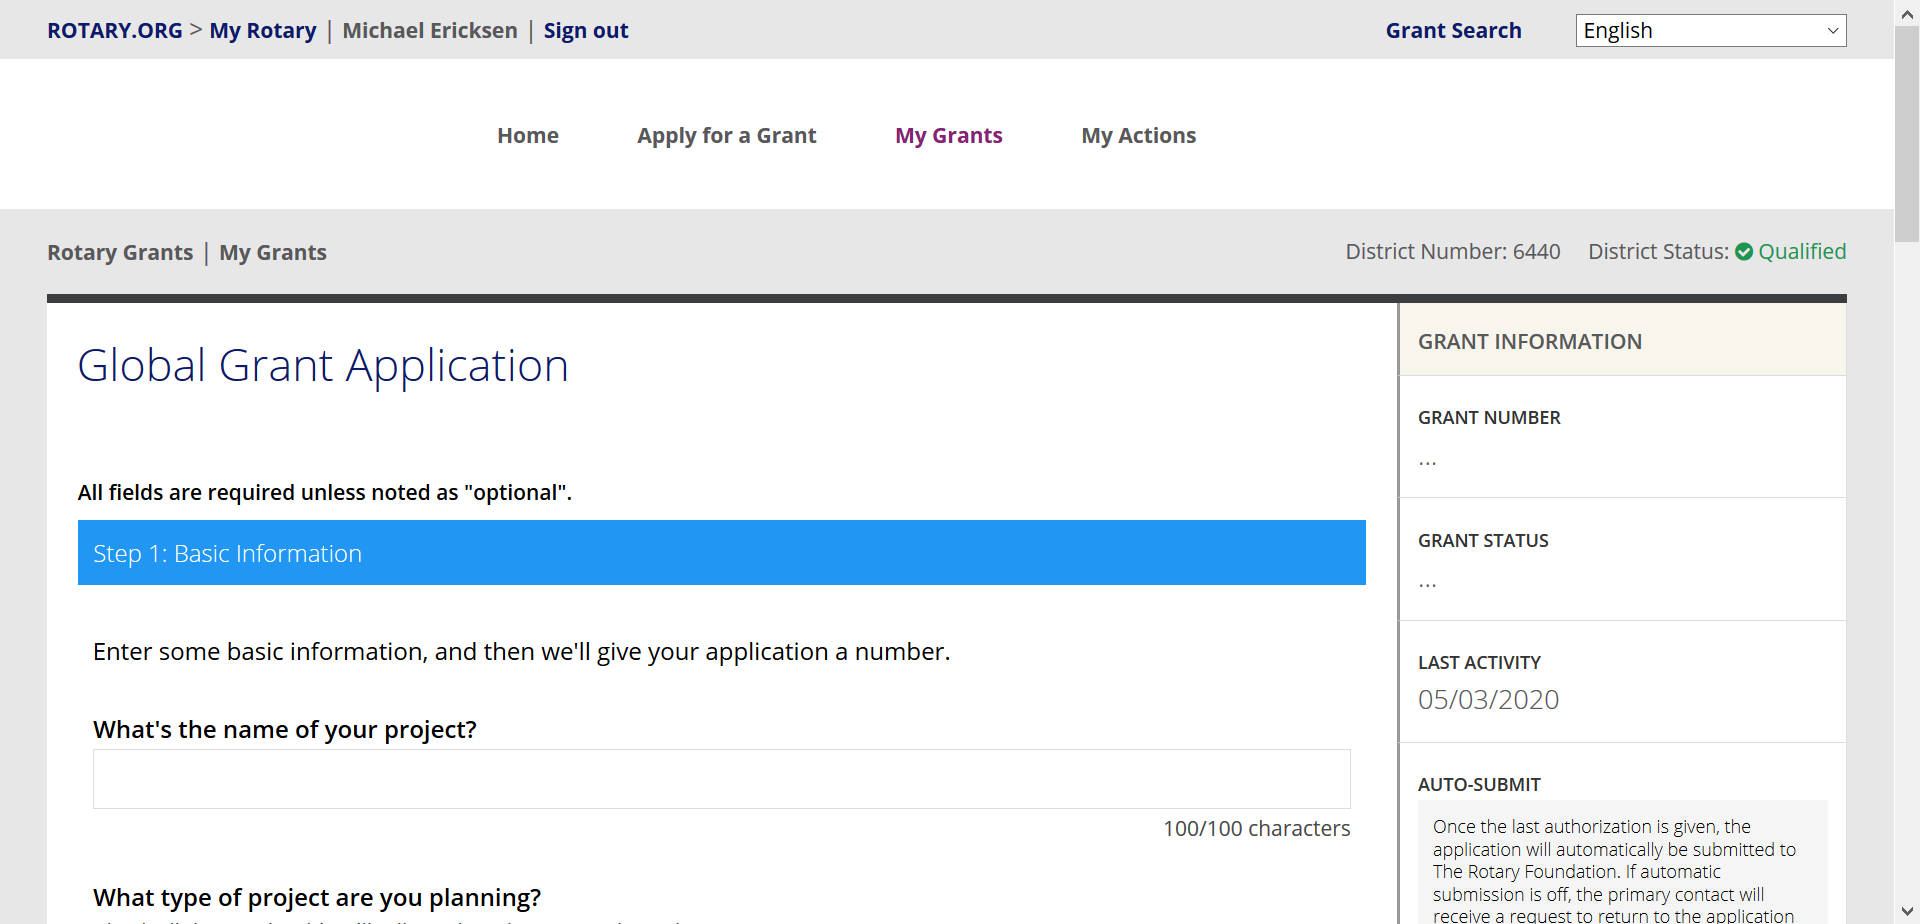 ROTARY.ORG > My Rotary | Michael Ericksen | Sign out
Grant Search
English
Home
Apply for a Grant
My Grants
My Actions
Rotary Grants | My Grants
District Number: 6440
District Status: Qualified
Global Grant Application
All fields are required unless noted as "optional".
Step 1: Basic Information
Enter some basic information, and then we'll give your application a number.
What's the name of your project?
100/100 characters
What type of project are you planning?
GRANT INFORMATION
GRANT NUMBER
...
GRANT STATUS
...
LAST ACTIVITY
05/03/2020
AUTO-SUBMIT
Once the last authorization is given, the
application will automatically be submitted to
The Rotary Foundation. If automatic
submission is off, the primary contact will
receive a request to return to the application